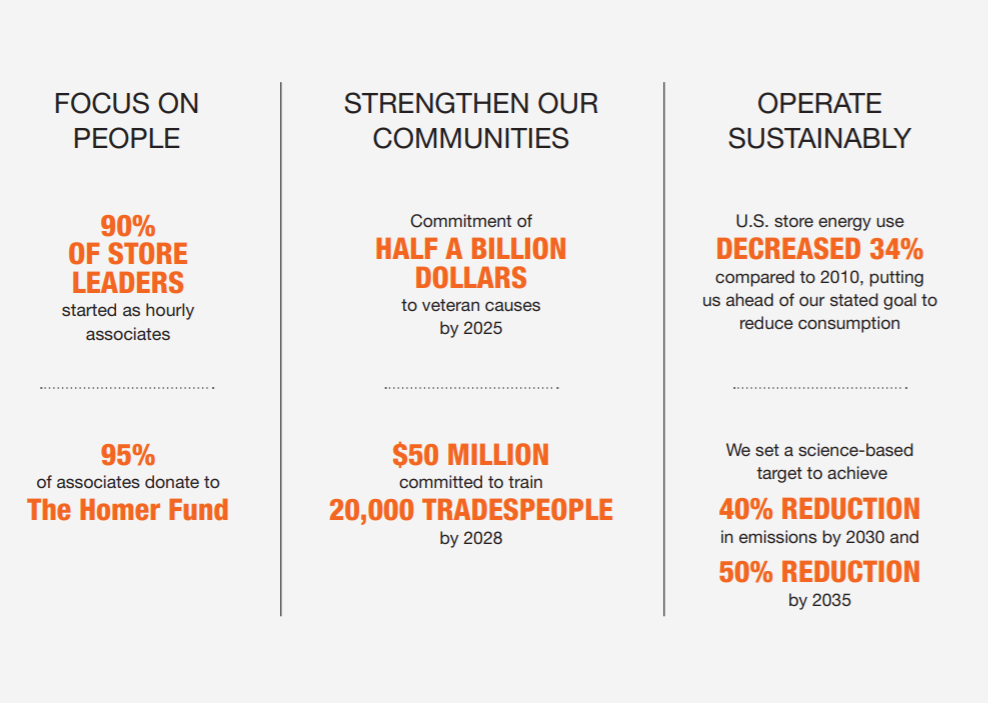 FOCUS ON
PEOPLE
90%
OF STORE
LEADERS
started as hourly
associates
95%
of associates donate to
The Homer Fund
STRENGTHEN OUR
COMMUNITIES
Commitment of
HALF A BILLION
DOLLARS
to veteran causes
by 2025
$50 MILLION
committed to train
20,000 TRADESPEOPLE
by 2028
OPERATE
SUSTAINABLY
U.S. store energy use
DECREASED 34%
compared to 2010, putting
us ahead of our stated goal to
reduce consumption
We set a science-based
target to achieve
40% REDUCTION
in emissions by 2030 and
50% REDUCTION
by 2035